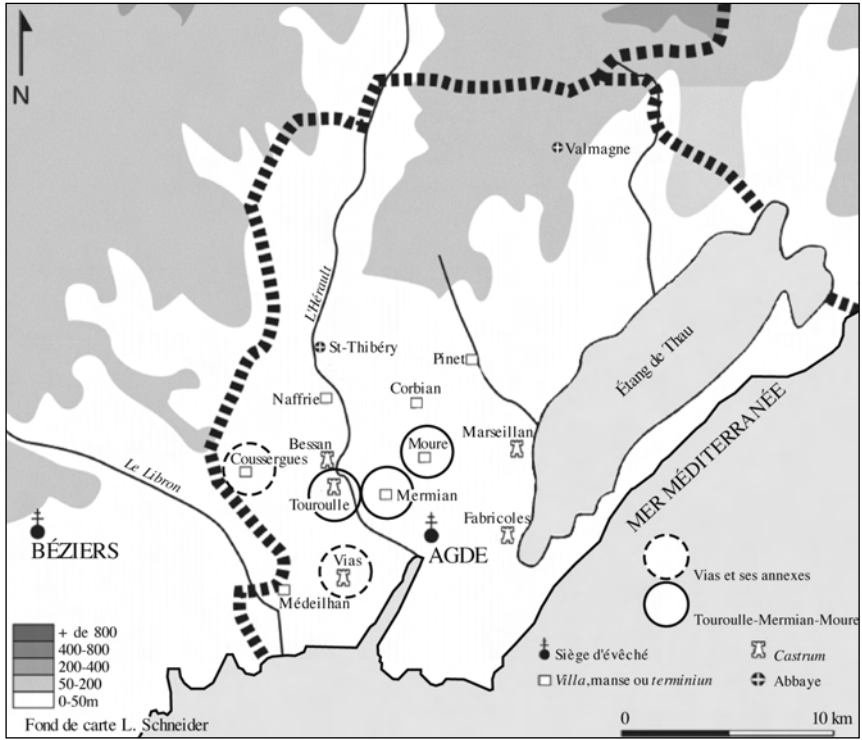 N
Valmagne
L'Hérault
St-Thibéry
Pinet
Étang de Thau
Naffrie
Corbian
Bessan
Moure
Marseillan
Coussergues
MER MÉDITERRANÉE
Le Libron
Touroulle
Mermian
Fabricoles
BÉZIERS
AGDE
Vias
Médeilhan
Vias et ses annexes
Touroulle-Mermian-Moure
+ de 800
400-800
200-400
50-200
0-50m
Siège d'évêché
Castrum
Villa, manse ou terminiun
Abbaye
Fond de carte L. Schneider
0 10 km